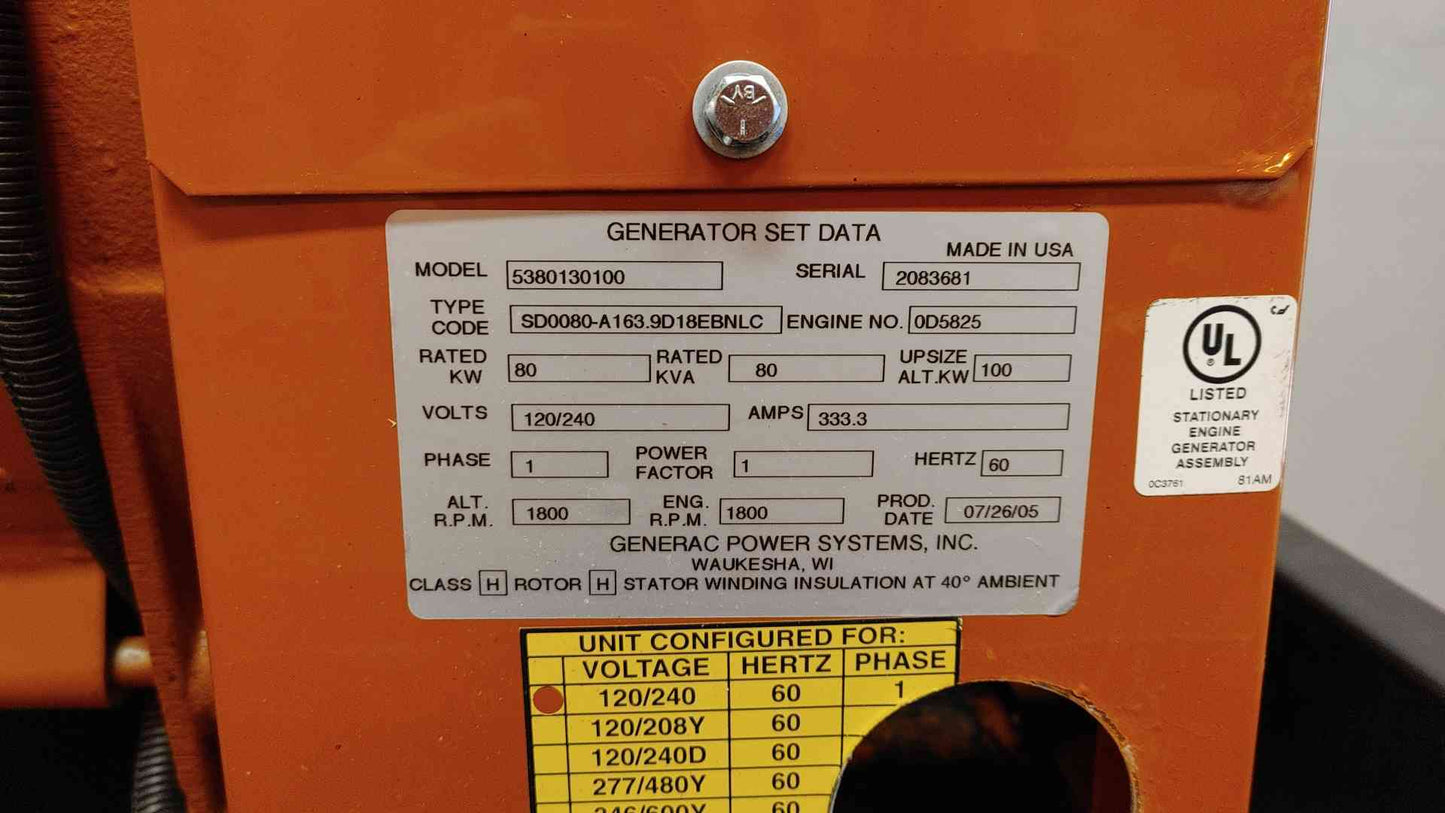 GENERATOR SET DATA
MADE IN USA
MODEL 5380130100 SERIAL 2083681
TYPE CODE SD0080-A163.9D18EBNLC ENGINE NO. 0D5825
RATED KW 80 RATED KVA 80 UPSIZE ALT.KW 100
VOLTS 120/240 AMPS 333.3
PHASE 1 POWER FACTOR 1 HERTZ 60
ALT. R.P.M. 1800 ENG. R.P.M. 1800 PROD. DATE 07/26/05
GENERAC POWER SYSTEMS, INC.
WAUKESHA, WI
CLASS H ROTOR H STATOR WINDING INSULATION AT 40° AMBIENT
UL
®
LISTED
STATIONARY
ENGINE
GENERATOR
ASSEMBLY
0C3761 81AM
UNIT CONFIGURED FOR:
VOLTAGE HERTZ PHASE
120/240 60 1
120/208Y 60
120/240D 60
277/480Y 60
346/600Y 60